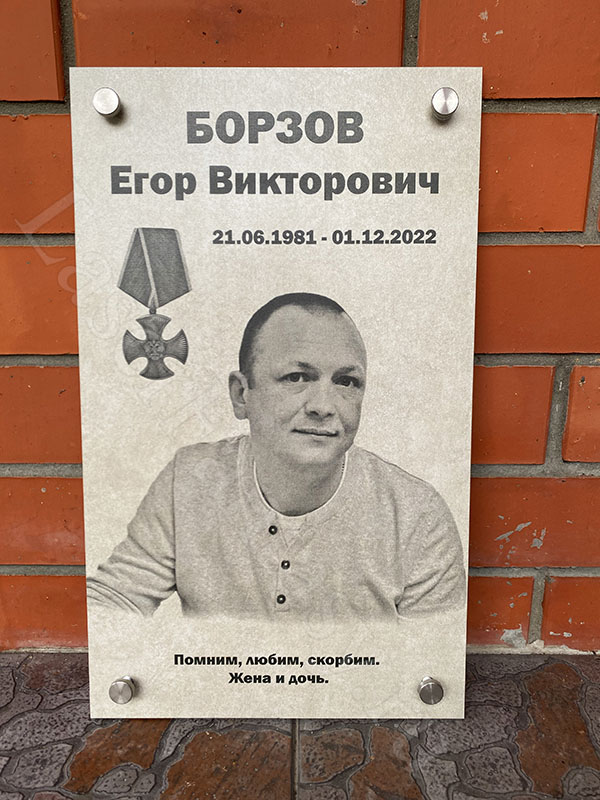 БОРЗОВ
Егор Викторович
21.06.1981 - 01.12.2022
Помним, любим, скорбим.
Жена и дочь.